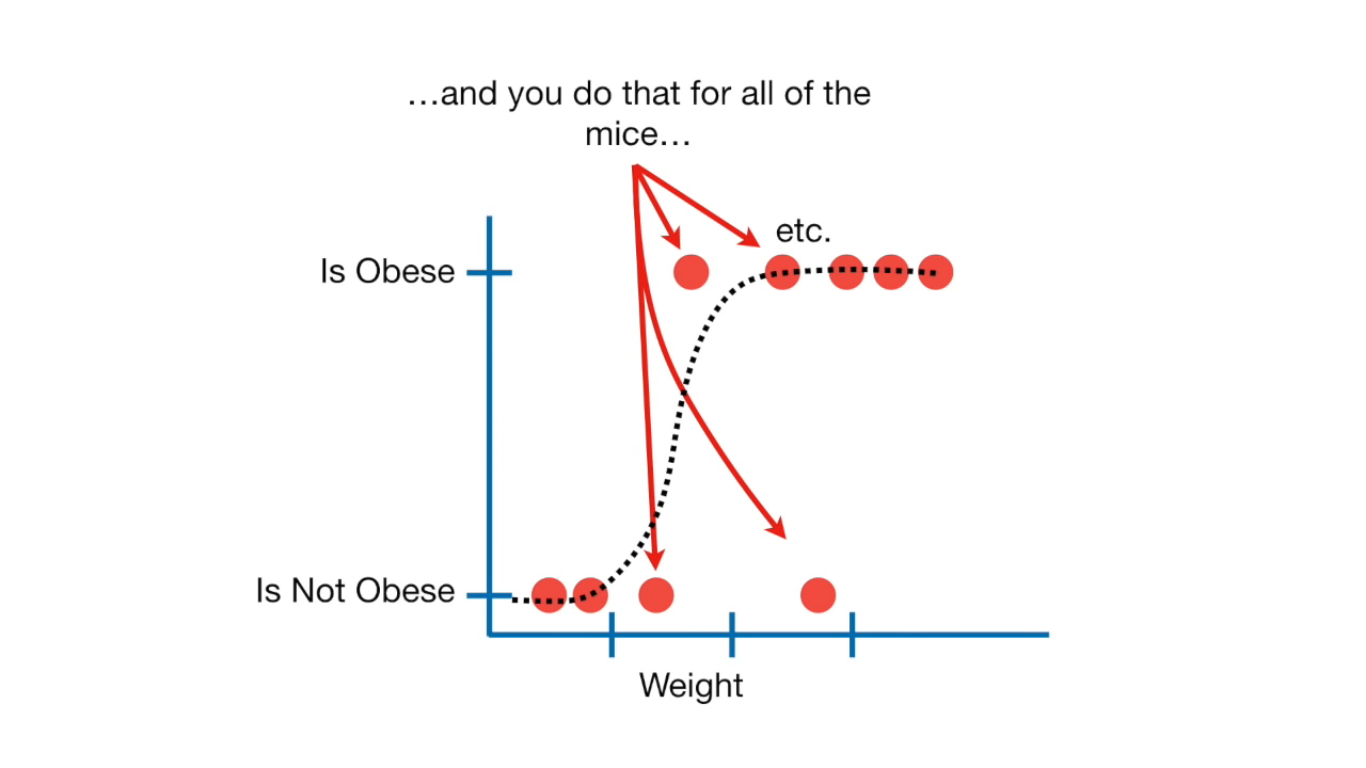 …and you do that for all of the
mice…
etc.
Is Obese
Is Not Obese
Weight